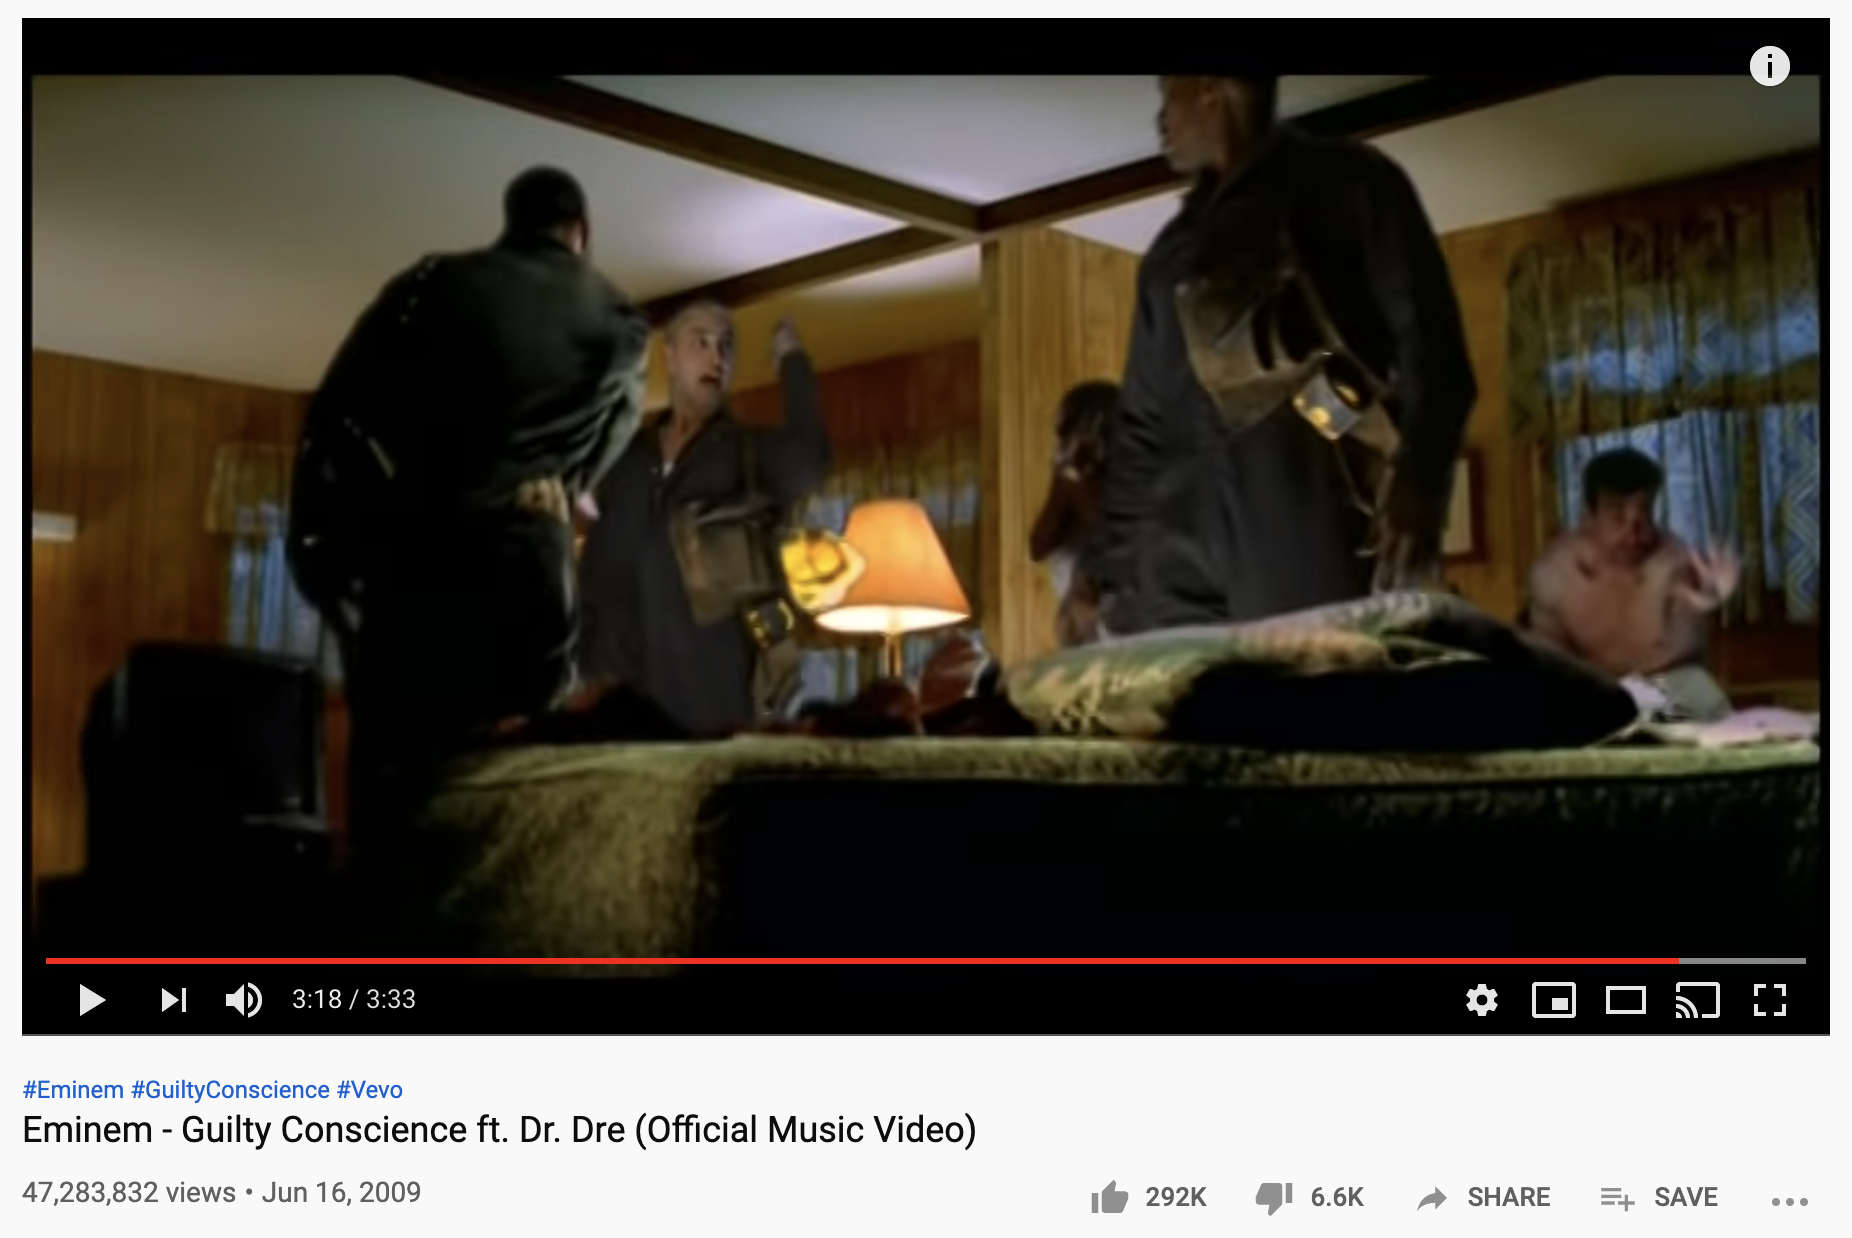 i
3:18 / 3:33
#Eminem #GuiltyConscience #Vevo
Eminem - Guilty Conscience ft. Dr. Dre (Official Music Video)
47,283,832 views • Jun 16, 2009
292K 6.6K SHARE SAVE